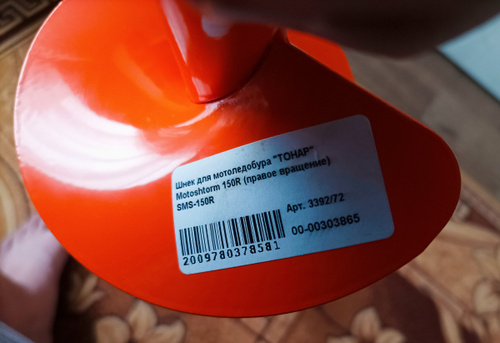 Шнек для мотоледобура "ТОНАР"
Motoshtorm 150R (правое вращение)
SMS-150R
Арт. 3392/72
00-00303865
2009780378581